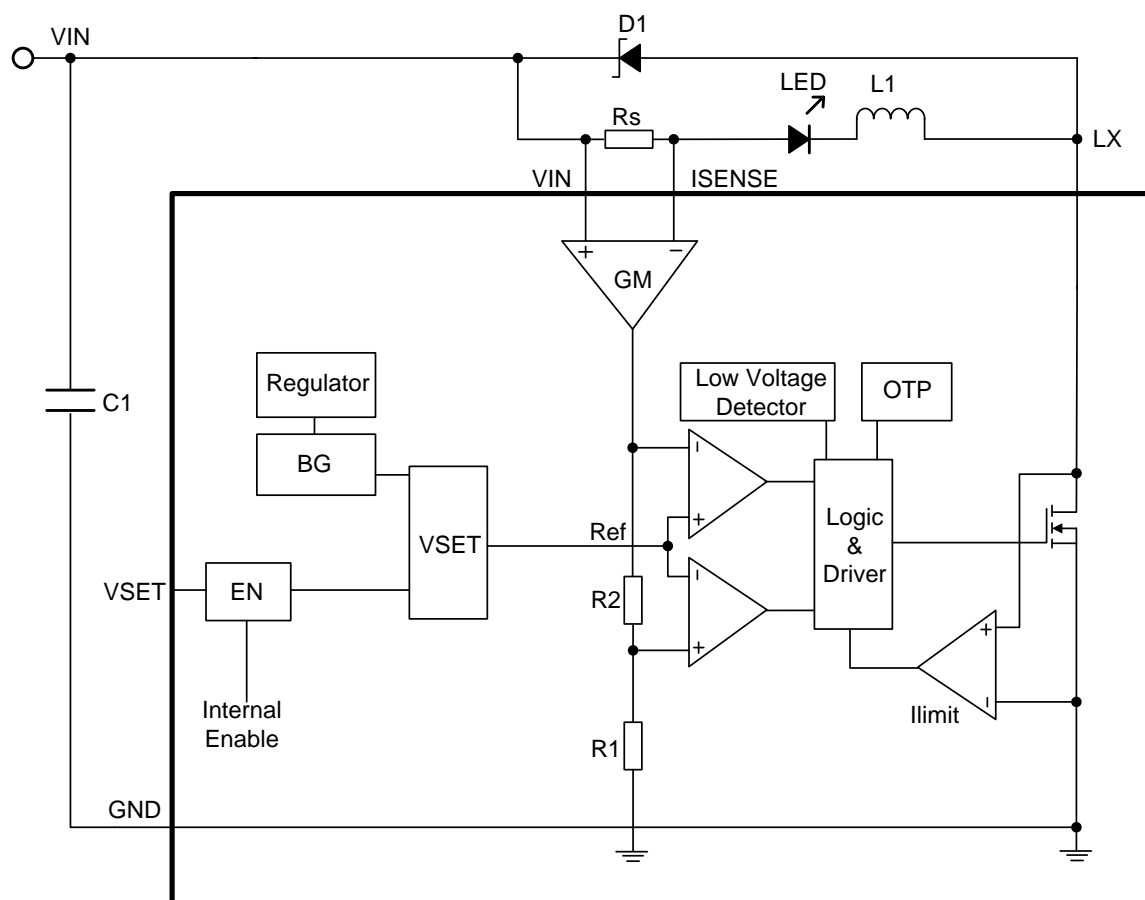 D1
VIN
LED
L1
Rs
LX
VIN
ISENSE
+
−
GM
Regulator
Low Voltage
Detector
OTP
C1
BG
−
Logic
&
Driver
VSET
Ref
+
VSET
EN
−
R2
+
+
Internal
Enable
Ilimit
−
R1
GND